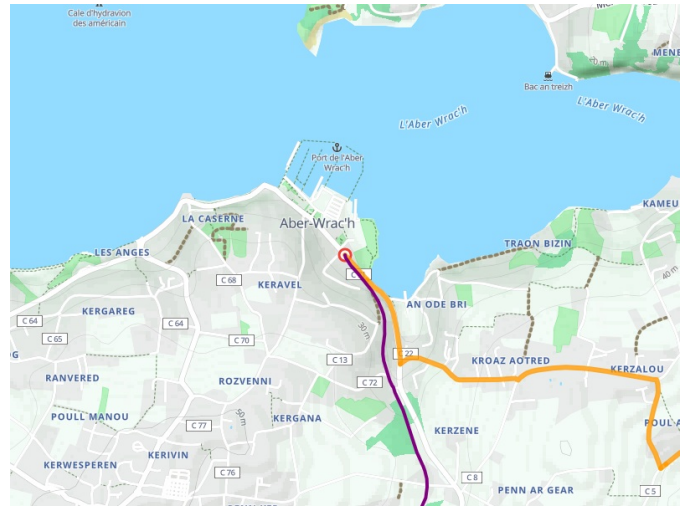 Cale d'hydravion
des américain
MENE
Bac an treizh
L'Aber Wrac'h
L'Aber Wrac'h
Port de l'Aber
Wrac'h
KAMEU
LA CASERNE
Aber-Wrac'h
LES ANGES
TRAON BIZIN
40 m
C 68
KERAVEL
AN ODE BRI
KERGAREG
C 64
C 64
30 m
C 65
C 70
C 13
C 22
KROAZ AOTRED
KERZALOU
RANVERED
ROZVENNI
C 72
POULL MANOU
50 m
KERGANA
C 77
KERZENE
POUL A
KERIVIN
KERWESPEREN
C 76
C 8
C 5
PENN AR GEAR